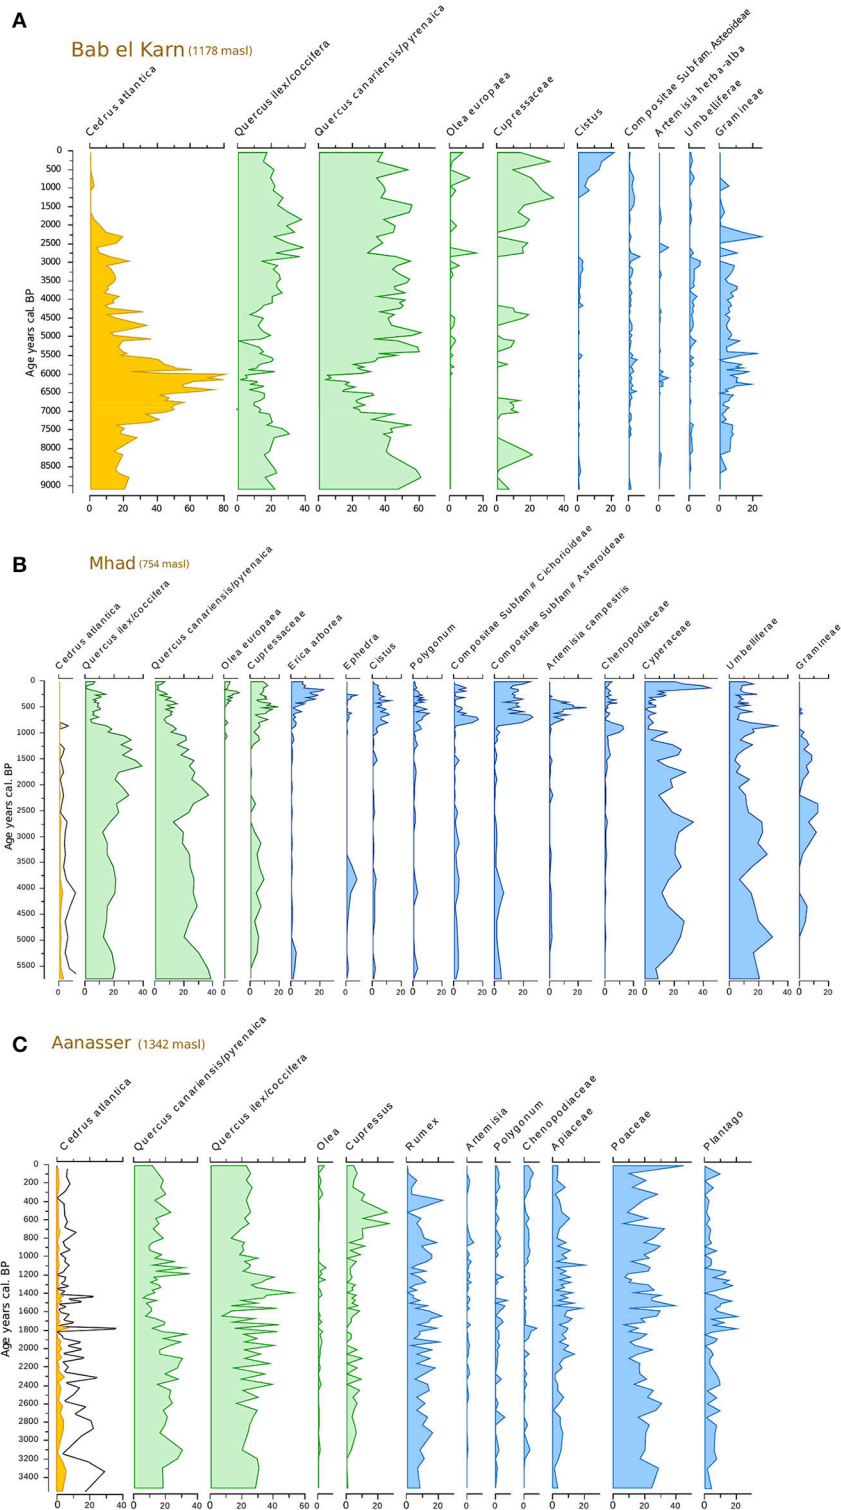 A
Bab el Karn (1178 masl)
Cedrus atlantica
Quercus ilex/coccifera
Quercus canariensis/pyrenaica
Olea europaea
Cupressaceae
Cistus
Compositae Subfam. Asteoideae
Artemisia herba-alba
Umbelliferae
Gramineae
Age years cal. BP
0
500
1000
1500
2000
2500
3000
3500
4000
4500
5000
5500
6000
6500
7000
7500
8000
8500
9000
0 20 40 60 80 0 20 40 0 20 40 60 0 20 0 20 40 0 20 0 0 0 0 20
B
Mhad (754 masl)
Cedrus atlantica
Quercus ilex/coccifera
Quercus canariensis/pyrenaica
Olea europaea
Cupressaceae
Erica arborea
Ephedra
Cistus
Polygonum
Compositae Subfam# Cichorioideae
Compositae Subfam# Asteroideae
Artemisia campestris
Chenopodiaceae
Cyperaceae
Umbelliferae
Gramineae
Age years cal. BP
0
500
1000
1500
2000
2500
3000
3500
4000
4500
5000
5500
0 0 20 40 0 20 40 0 0 20 0 20 0 0 20 0 20 0 20 0 20 0 20 0 20 0 20 40 0 20 40 0 20
C
Aanasser (1342 masl)
Cedrus atlantica
Quercus canariensis/pyrenaica
Quercus ilex/coccifera
Olea
Cupressus
Rumex
Artemisia
Polygonum
Chenopodiaceae
Apiaceae
Poaceae
Plantago
Age years cal. BP
0
200
400
600
800
1000
1200
1400
1600
1800
2000
2200
2400
2600
2800
3000
3200
3400
0 20 40 0 20 40 0 20 40 60 0 0 20 0 20 0 0 0 0 20 0 20 40 0 20